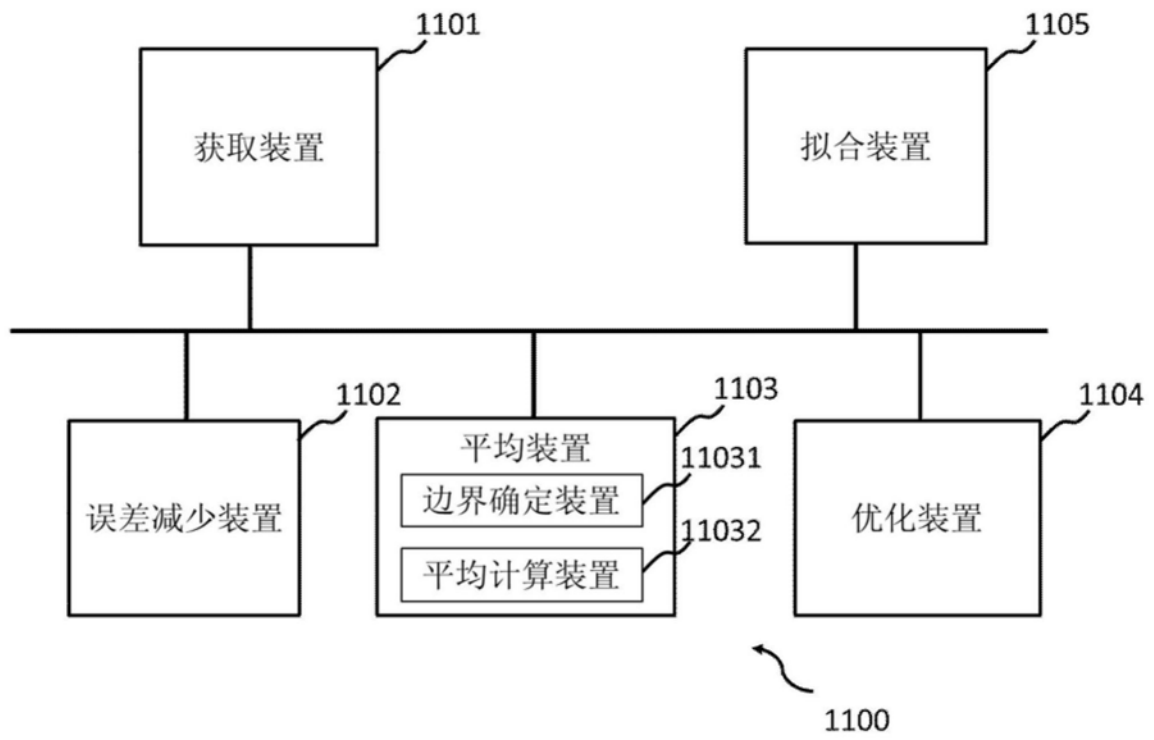 1101
1105
获取装置
拟合装置
1102
1103
1104
平均装置
11031
边界确定装置
误差减少装置
优化装置
11032
平均计算装置
1100